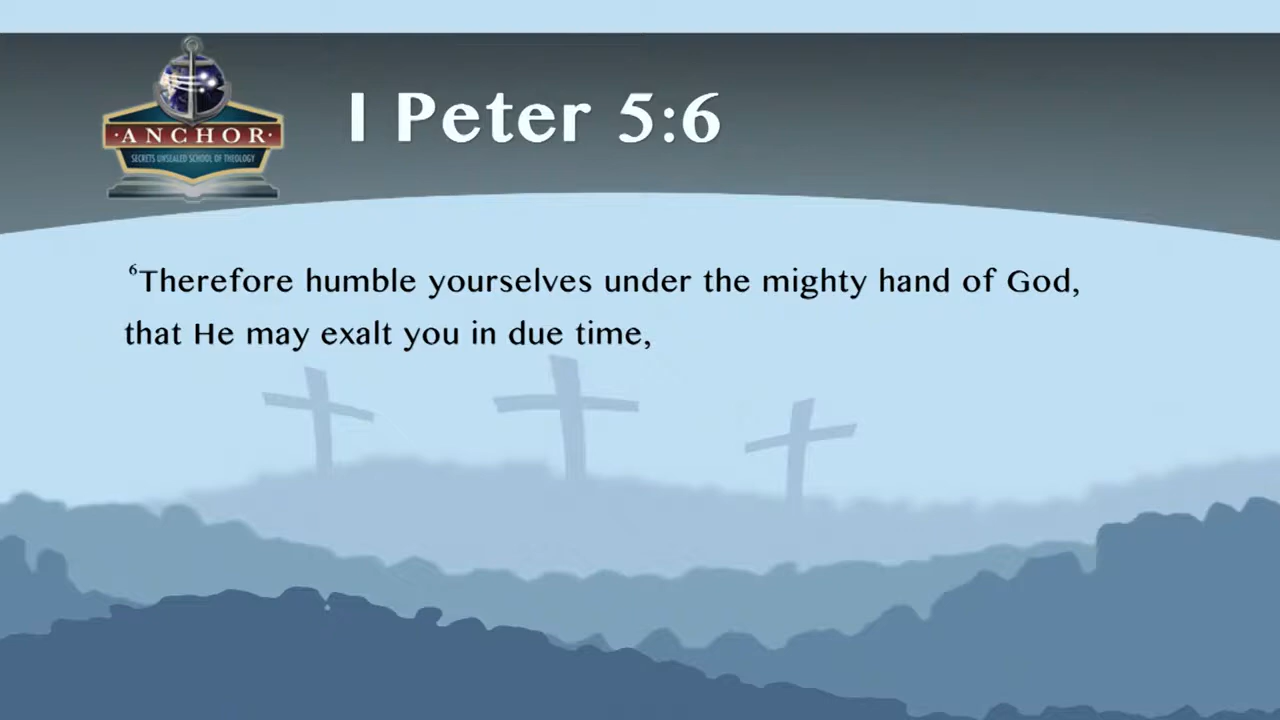 ·ANCHOR·
SECRETS UNSEALED SCHOOL OF THEOLOGY
I Peter 5:6
⁶Therefore humble yourselves under the mighty hand of God,
that He may exalt you in due time,